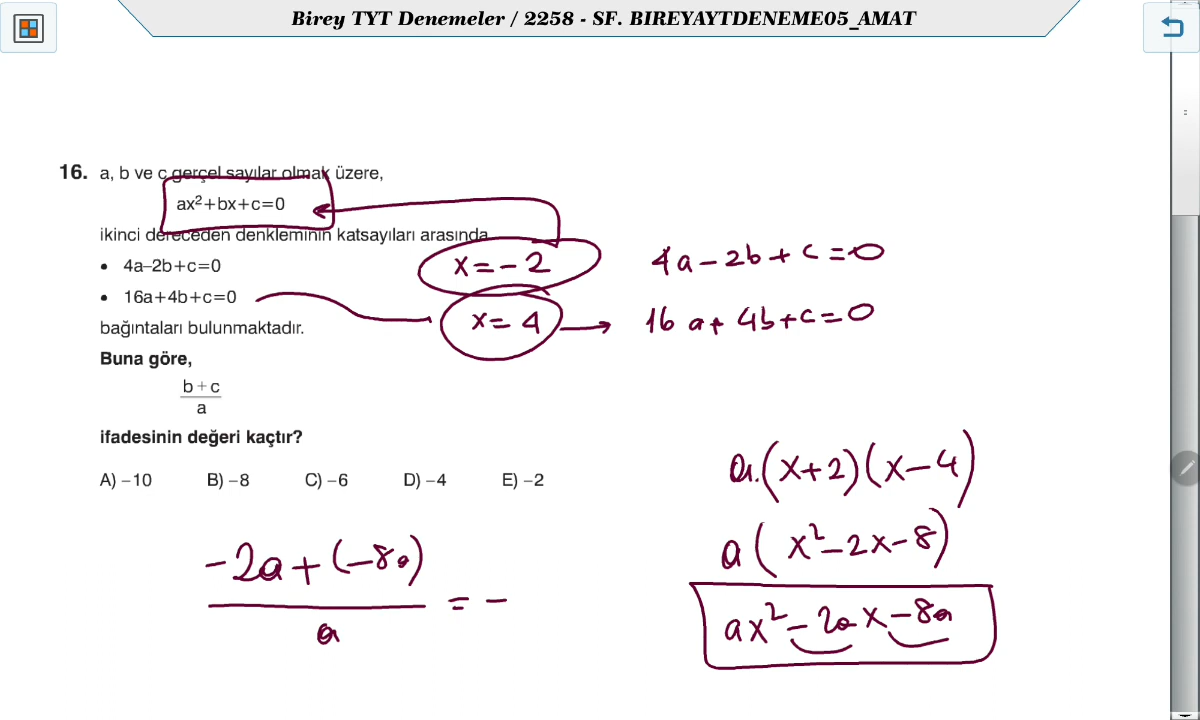 Birey TYT Denemeler / 2258 - SF. BIREYAYTDENEME05_AMAT
16. a, b ve c gerçel sayılar olmak üzere,
ax²+bx+c=0
ikinci dereceden denkleminin katsayıları arasında
• 4a–2b+c=0
• 16a+4b+c=0
bağıntaları bulunmaktadır.
Buna göre,
b+c
a
ifadesinin değeri kaçtır?
A) –10 B) –8 C) –6 D) –4 E) –2
x=-2 4a-2b+c=0
x=4 → 16a+4b+c=0
a.(x+2)(x-4)
a(x²-2x-8)
ax²-2ax-8a
-2a+(-8a)
a
= -